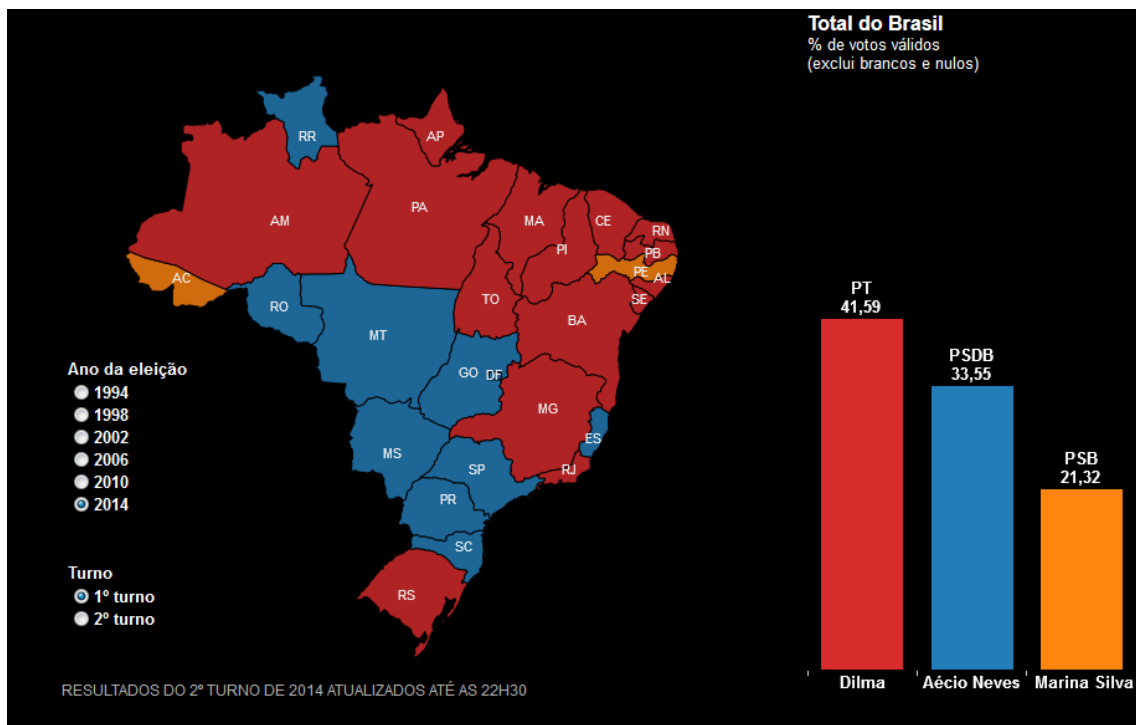 Total do Brasil
% de votos válidos
(exclui brancos e nulos)
RR
AP
AM
PA
MA
CE
RN
PI
PB
PE
AL
AC
SE
TO
RO
BA
MT
GO
DF
MG
ES
MS
SP
RJ
PR
SC
RS
Ano da eleição
1994
1998
2002
2006
2010
2014
Turno
1º turno
2º turno
RESULTADOS DO 2º TURNO DE 2014 ATUALIZADOS ATÉ AS 22H30
PT
41,59
PSDB
33,55
PSB
21,32
Dilma
Aécio Neves
Marina Silva